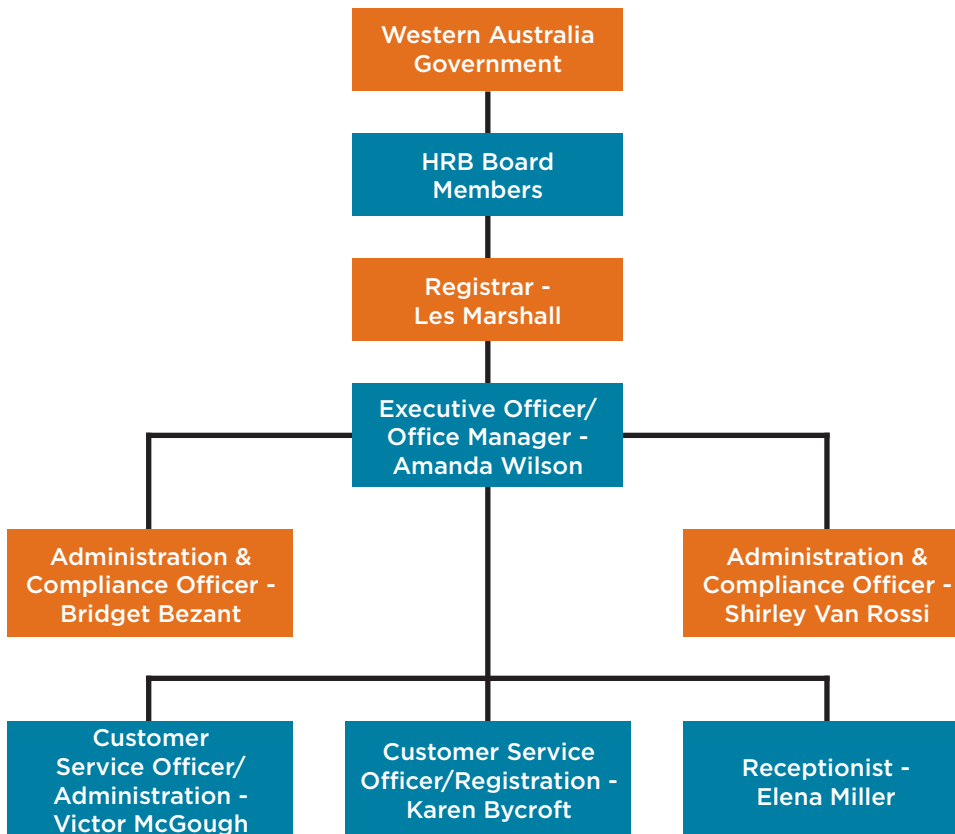 Western Australia
Government
HRB Board
Members
Registrar -
Les Marshall
Executive Officer/
Office Manager -
Amanda Wilson
Administration &
Compliance Officer -
Bridget Bezant
Administration &
Compliance Officer -
Shirley Van Rossi
Customer
Service Officer/
Administration -
Victor McGough
Customer Service
Officer/Registration -
Karen Bycroft
Receptionist -
Elena Miller